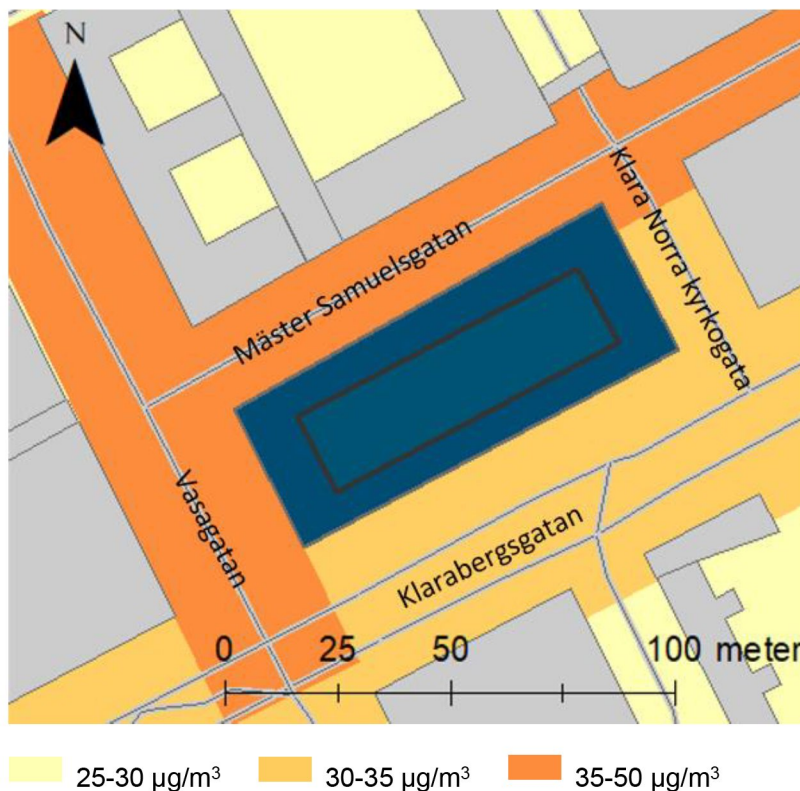 N
Mäster Samuelsgatan
Klara Norra kyrkogata
Vasagatan
Klarabergsgatan
0 25 50 100 meter
25-30 µg/m³ 30-35 µg/m³ 35-50 µg/m³